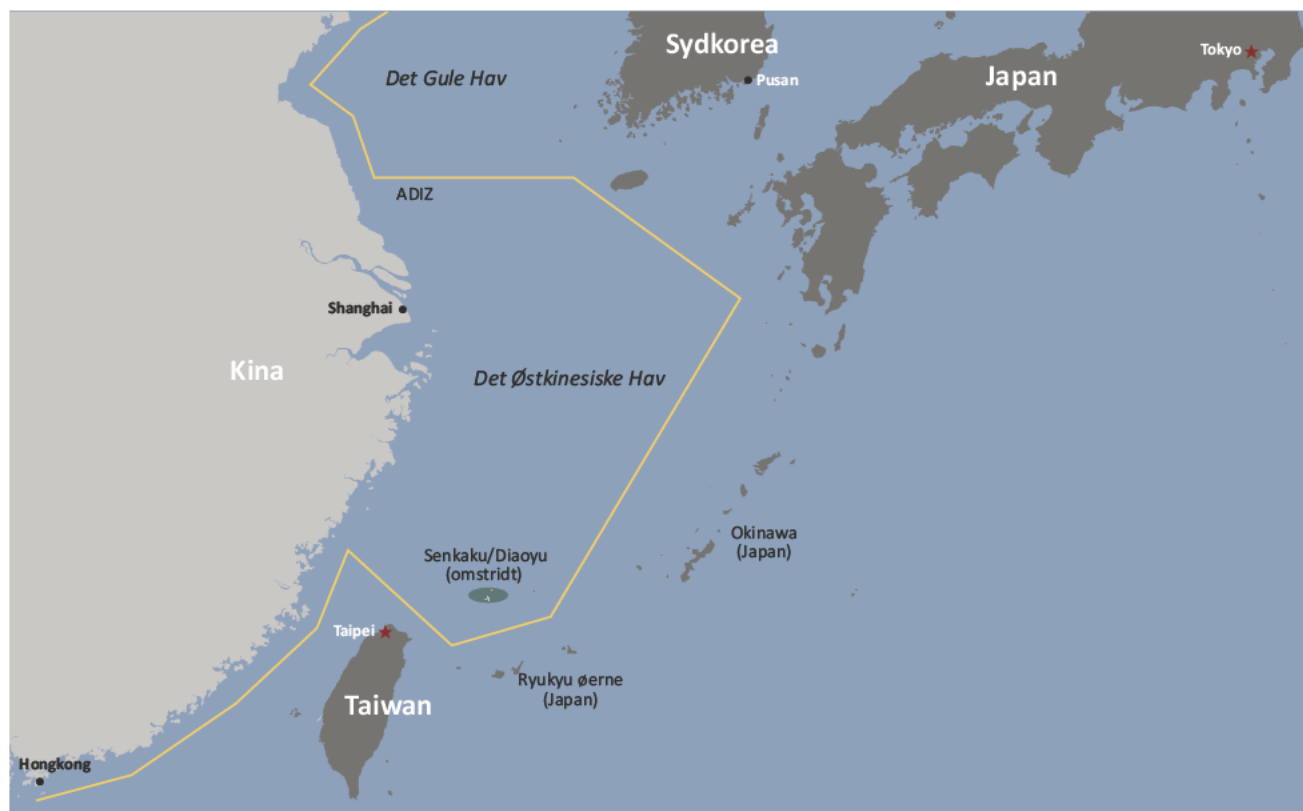 Sydkorea
Tokyo
Det Gule Hav
Pusan
Japan
ADIZ
Shanghai
Kina
Det Østkinesiske Hav
Okinawa
(Japan)
Senkaku/Diaoyu
(omstridt)
Taipei
Ryukyu øerne
(Japan)
Taiwan
Hongkong